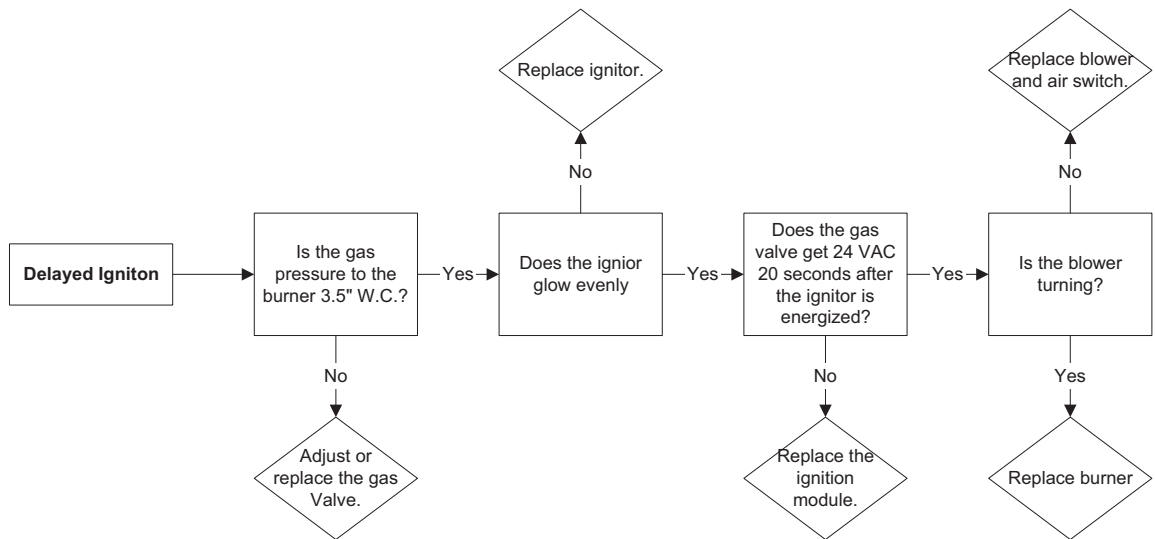 Delayed Igniton
Is the gas
pressure to the
burner 3.5" W.C.?
No
Adjust or
replace the gas
Valve.
Yes
Does the ignior
glow evenly
No
Replace ignitor.
Yes
Does the gas
valve get 24 VAC
20 seconds after
the ignitor is
energized?
No
Replace the
ignition
module.
Yes
Is the blower
turning?
No
Replace blower
and air switch.
Yes
Replace burner